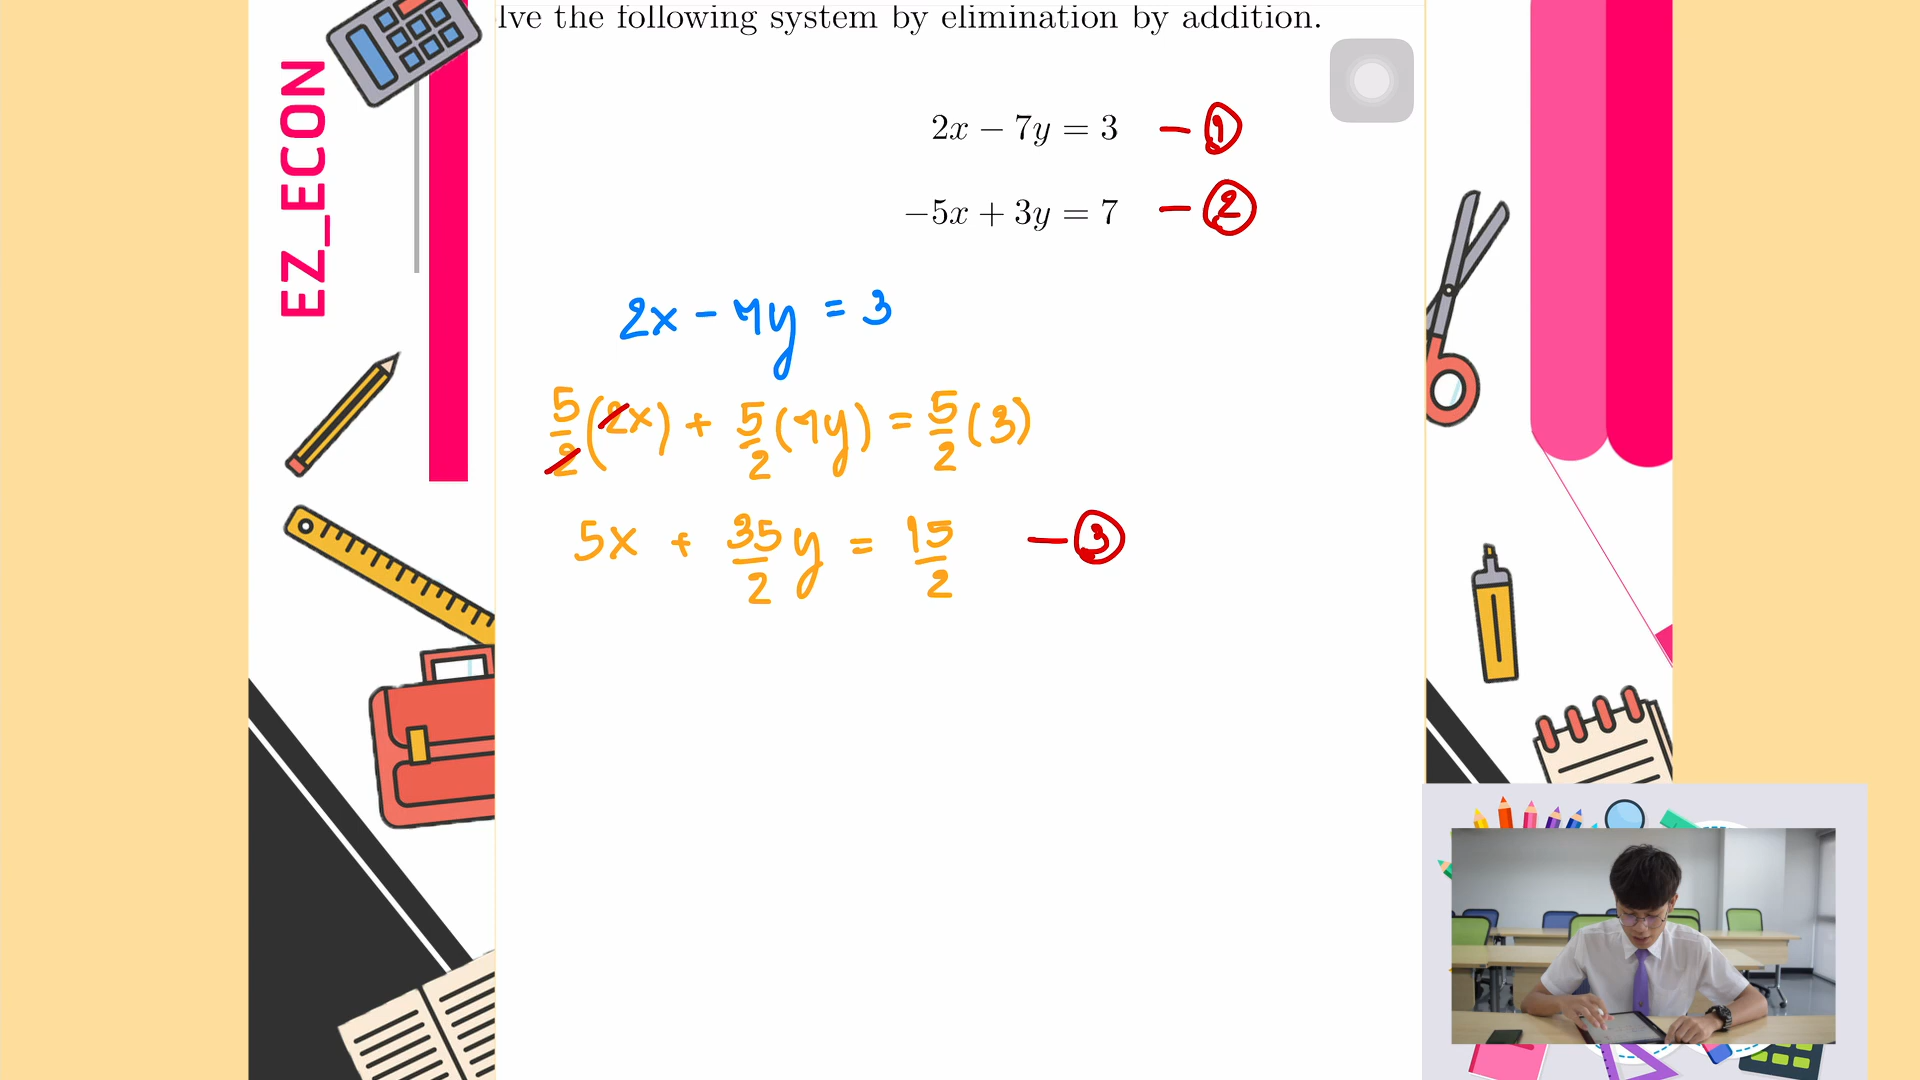 lve the following system by elimination by addition.
EZ_ECON
2x − 7y = 3 — ①
−5x + 3y = 7 — ②
2x − 7y = 3
5/2 (2x) + 5/2 (7y) = 5/2 (3)
5x + 35/2 y = 15/2 — ③